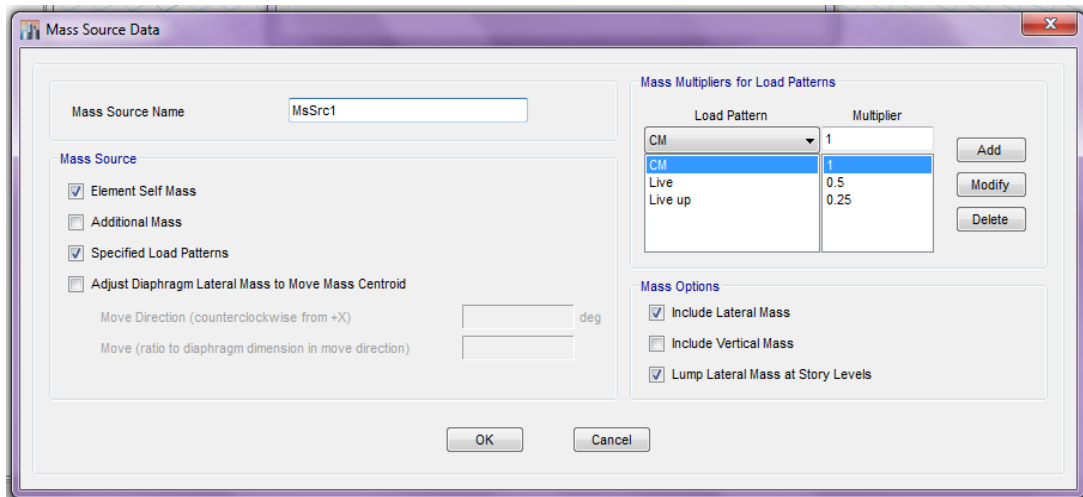 Mass Source Data
Mass Source Name MsSrc1
Mass Source
Element Self Mass
Additional Mass
Specified Load Patterns
Adjust Diaphragm Lateral Mass to Move Mass Centroid
Move Direction (counterclockwise from +X) deg
Move (ratio to diaphragm dimension in move direction)
Mass Multipliers for Load Patterns
Load Pattern Multiplier
CM 1
CM 1
Live 0.5
Live up 0.25
Add
Modify
Delete
Mass Options
Include Lateral Mass
Include Vertical Mass
Lump Lateral Mass at Story Levels
OK Cancel